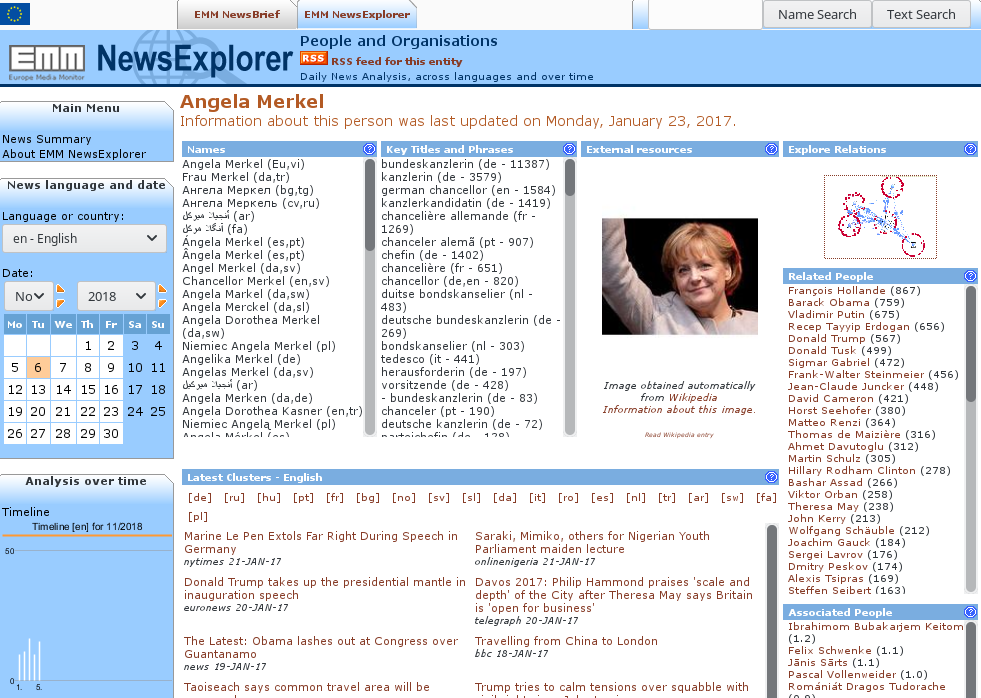 EMM NewsBrief
EMM NewsExplorer
Name Search
Text Search
EMM
Europe Media Monitor
NewsExplorer
People and Organisations
RSS RSS feed for this entity
Daily News Analysis, across languages and over time
Main Menu
News Summary
About EMM NewsExplorer
News language and date
Language or country:
en - English
Date:
No
2018
Mo Tu We Th Fr Sa Su
1 2 3 4
5 6 7 8 9 10 11
12 13 14 15 16 17 18
19 20 21 22 23 24 25
26 27 28 29 30
Analysis over time
Timeline
Timeline [en] for 11/2018
50
0
1. 5.
Angela Merkel
Information about this person was last updated on Monday, January 23, 2017.
Names
Angela Merkel (Eu,vi)
Frau Merkel (da,tr)
Ангела Меркел (bg,tg)
Ангела Меркель (cv,ru)
أنجيلا ميركل (ar)
آنگلا مرکل (fa)
Ángela Merkel (es,pt)
Ângela Merkel (es,pt)
Angel Merkel (da,sv)
Chancellor Merkel (en,sv)
Angela Markel (da,sw)
Angela Merckel (da,sl)
Angela Dorothea Merkel
(da,sw)
Niemiec Angela Merkel (pl)
Angelika Merkel (de)
Angelas Merkel (da,sv)
أنجيلا ميركل (ar)
Angela Merken (da,de)
Angela Dorothea Kasner (en,tr)
Niemiec Angelą Merkel (pl)
Key Titles and Phrases
bundeskanzlerin (de - 11387)
kanzlerin (de - 3579)
german chancellor (en - 1584)
kanzlerkandidatin (de - 1419)
chancelière allemande (fr -
1269)
chanceler alemã (pt - 907)
chefin (de - 1402)
chancelière (fr - 651)
chancellor (de,en - 820)
duitse bondskanselier (nl -
483)
deutsche bundeskanzlerin (de -
269)
bondskanselier (nl - 303)
tedesco (it - 441)
herausforderin (de - 197)
vorsitzende (de - 428)
- bundeskanzlerin (de - 83)
chanceler (pt - 190)
deutsche kanzlerin (de - 72)
parteichefin (de - 128)
External resources
Image obtained automatically
from Wikipedia
Information about this image.
Read Wikipedia entry
Latest Clusters - English
[de] [ru] [hu] [pt] [fr] [bg] [no] [sv] [sl] [da] [it] [ro] [es] [nl] [tr] [ar] [sw] [fa]
[pl]
Marine Le Pen Extols Far Right During Speech in
Germany
nytimes 21-JAN-17
Donald Trump takes up the presidential mantle in
inauguration speech
euronews 20-JAN-17
The Latest: Obama lashes out at Congress over
Guantanamo
news 19-JAN-17
Taoiseach says common travel area will be
Saraki, Mimiko, others for Nigerian Youth
Parliament maiden lecture
onlinenigeria 21-JAN-17
Davos 2017: Philip Hammond praises 'scale and
depth' of the City after Theresa May says Britain
is 'open for business'
telegraph 20-JAN-17
Travelling from China to London
bbc 18-JAN-17
Trump tries to calm tensions over squabble with
Explore Relations
Related People
François Hollande (867)
Barack Obama (759)
Vladimir Putin (675)
Recep Tayyip Erdogan (656)
Donald Trump (567)
Donald Tusk (499)
Sigmar Gabriel (472)
Frank-Walter Steinmeier (456)
Jean-Claude Juncker (448)
David Cameron (421)
Horst Seehofer (380)
Matteo Renzi (364)
Thomas de Maizière (316)
Ahmet Davutoglu (312)
Martin Schulz (305)
Hillary Rodham Clinton (278)
Bashar Assad (266)
Viktor Orban (258)
Theresa May (238)
John Kerry (213)
Wolfgang Schäuble (212)
Joachim Gauck (184)
Sergei Lavrov (176)
Dmitry Peskov (174)
Alexis Tsipras (169)
Steffen Seibert (163)
Associated People
Ibrahimom Bubakarjem Keitom
(1.2)
Felix Schwenke (1.1)
Jānis Sārts (1.1)
Pascal Vollenweider (1.0)
Romániát Dragos Tudorache